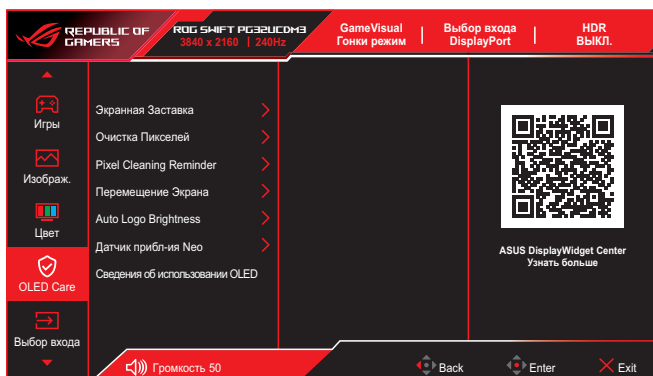 REPUBLIC OF
GAMERS
ROG SWIFT PG32UCDM3
3840 x 2160 | 240Hz
GameVisual
Гонки режим
Выбор входа
DisplayPort
HDR
ВЫКЛ.
Игры
Изображ.
Цвет
OLED Care
Выбор входа
Экранная Заставка
Очистка Пикселей
Pixel Cleaning Reminder
Перемещение Экрана
Auto Logo Brightness
Датчик прибл-ия Neo
Сведения об использовании OLED
ASUS DisplayWidget Center
Узнать больше
Громкость 50
Back
Enter
Exit